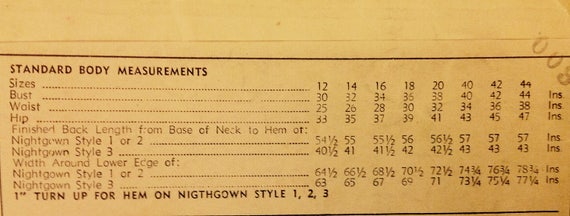 003
STANDARD BODY MEASUREMENTS
Sizes 12 14 16 18 20 40 42 44
Bust 30 32 34 36 38 40 42 44 Ins.
Waist 25 26 28 30 32 34 36 38 Ins.
Hip 33 35 37 39 41 43 45 47 Ins.
Finished Back Length from Base of Neck to Hem of:
Nightgown Style 1 or 2 54½ 55 55½ 56 56½ 57 57 57 Ins.
Nightgown Style 3 40½ 41 41½ 42 42½ 43 43 43 Ins.
Width Around Lower Edge of:
Nightgown Style 1 or 2 64½ 66½ 68½ 70½ 72½ 74¾ 76¾ 78¾ Ins
Nightgown Style 3 63 65 67 69 71 73¼ 75¼ 77¼ Ins
1" TURN UP FOR HEM ON NIGTHGOWN STYLE 1, 2, 3